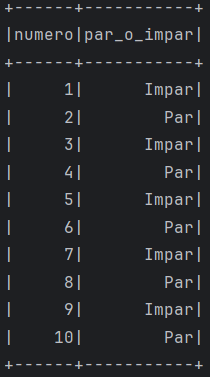 +------+-----------+
|numero|par_o_impar|
+------+-----------+
|     1|      Impar|
|     2|        Par|
|     3|      Impar|
|     4|        Par|
|     5|      Impar|
|     6|        Par|
|     7|      Impar|
|     8|        Par|
|     9|      Impar|
|    10|        Par|
+------+-----------+